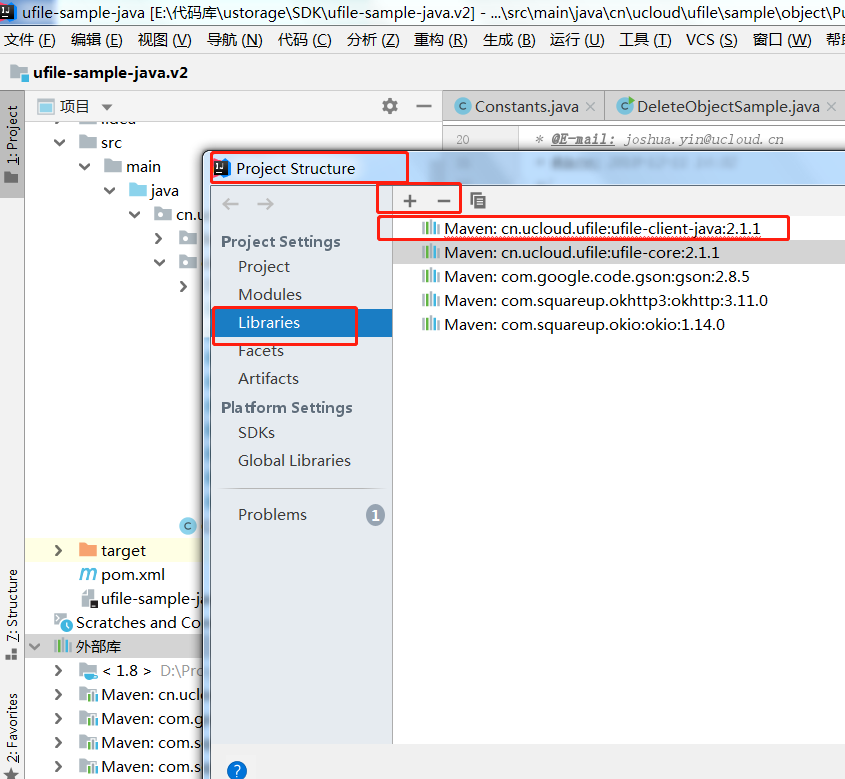 ufile-sample-java [E:\代码库\ustorage\SDK\ufile-sample-java.v2] - ...\src\main\java\cn\ucloud\ufile\sample\object\Pu
文件 (F) 编辑 (E) 视图 (V) 导航 (N) 代码 (C) 分析 (Z) 重构 (R) 生成 (B) 运行 (U) 工具 (T) VCS (S) 窗口 (W) 帮助
ufile-sample-java.v2
1: Project
项目
Constants.java
DeleteObjectSample.java
20
* @E-mail: joshua.yin@ucloud.cn
src
main
java
cn.u
Project Structure
Project Settings
Project
Modules
Libraries
Facets
Artifacts
Platform Settings
SDKs
Global Libraries
Problems
1
Maven: cn.ucloud.ufile:ufile-client-java:2.1.1
Maven: cn.ucloud.ufile:ufile-core:2.1.1
Maven: com.google.code.gson:gson:2.8.5
Maven: com.squareup.okhttp3:okhttp:3.11.0
Maven: com.squareup.okio:okio:1.14.0
target
pom.xml
ufile-sample-ja
Scratches and Co
外部库
< 1.8 > D:\Pro
Maven: cn.uclo
Maven: com.g
Maven: com.s
Maven: com.s
7: Structure
2: Favorites
?